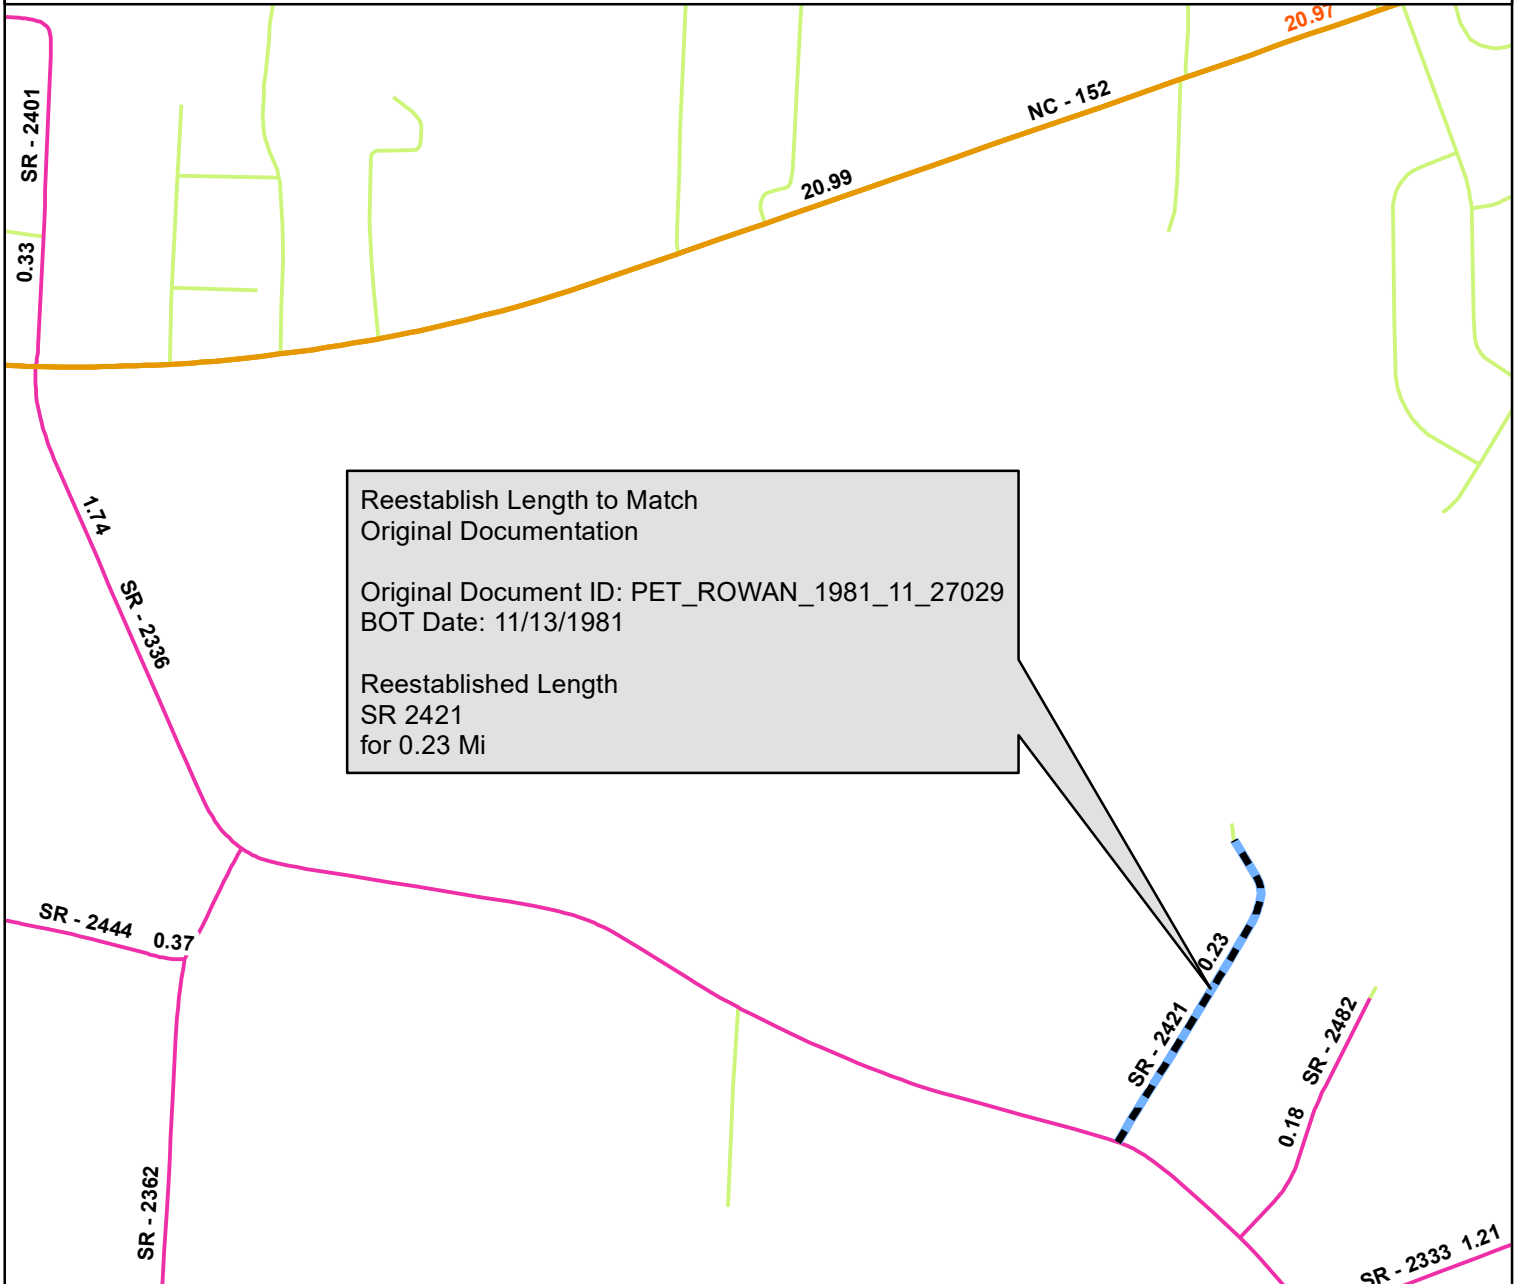 20.97
NC - 152
SR - 2401
20.99
0.33
Reestablish Length to Match
Original Documentation
Original Document ID: PET_ROWAN_1981_11_27029
BOT Date: 11/13/1981
Reestablished Length
SR 2421
for 0.23 Mi
1.74
SR - 2336
SR - 2444 0.37
0.23
SR - 2421
SR - 2482
0.18
SR - 2362
SR - 2333 1.21